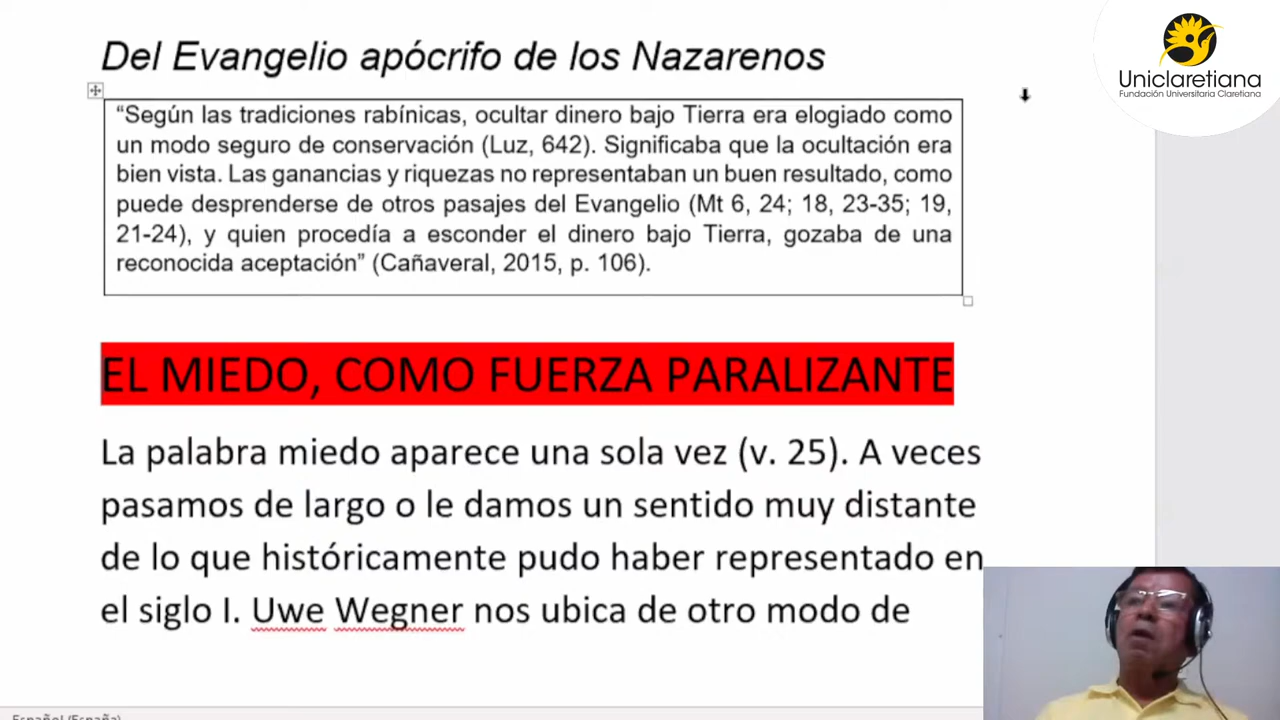 Del Evangelio apócrifo de los Nazarenos
Uniclaretiana
Fundación Universitaria Claretiana
“Según las tradiciones rabínicas, ocultar dinero bajo Tierra era elogiado como
un modo seguro de conservación (Luz, 642). Significaba que la ocultación era
bien vista. Las ganancias y riquezas no representaban un buen resultado, como
puede desprenderse de otros pasajes del Evangelio (Mt 6, 24; 18, 23-35; 19,
21-24), y quien procedía a esconder el dinero bajo Tierra, gozaba de una
reconocida aceptación” (Cañaveral, 2015, p. 106).
EL MIEDO, COMO FUERZA PARALIZANTE
La palabra miedo aparece una sola vez (v. 25). A veces
pasamos de largo o le damos un sentido muy distante
de lo que históricamente pudo haber representado en
el siglo I. Uwe Wegner nos ubica de otro modo de
Español (España)